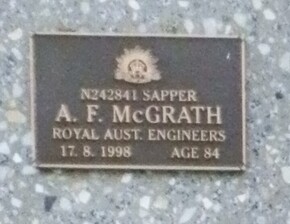 N242841 SAPPER
A. F. McGRATH
ROYAL AUST. ENGINEERS
17. 8. 1998 AGE 84